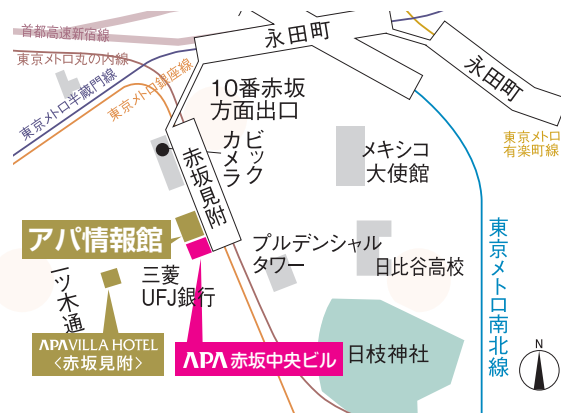 首都高速新宿線
東京メトロ丸の内線
東京メトロ半蔵門線
東京メトロ銀座線
永田町
永田町
10番赤坂
方面出口
ビック
カメラ
赤坂見附
メキシコ
大使館
東京メトロ
有楽町線
アパ情報館
プルデンシャル
タワー
日比谷高校
東京メトロ南北線
一ツ木通
三菱
UFJ銀行
APA VILLA HOTEL
〈赤坂見附〉
APA 赤坂中央ビル
日枝神社
N